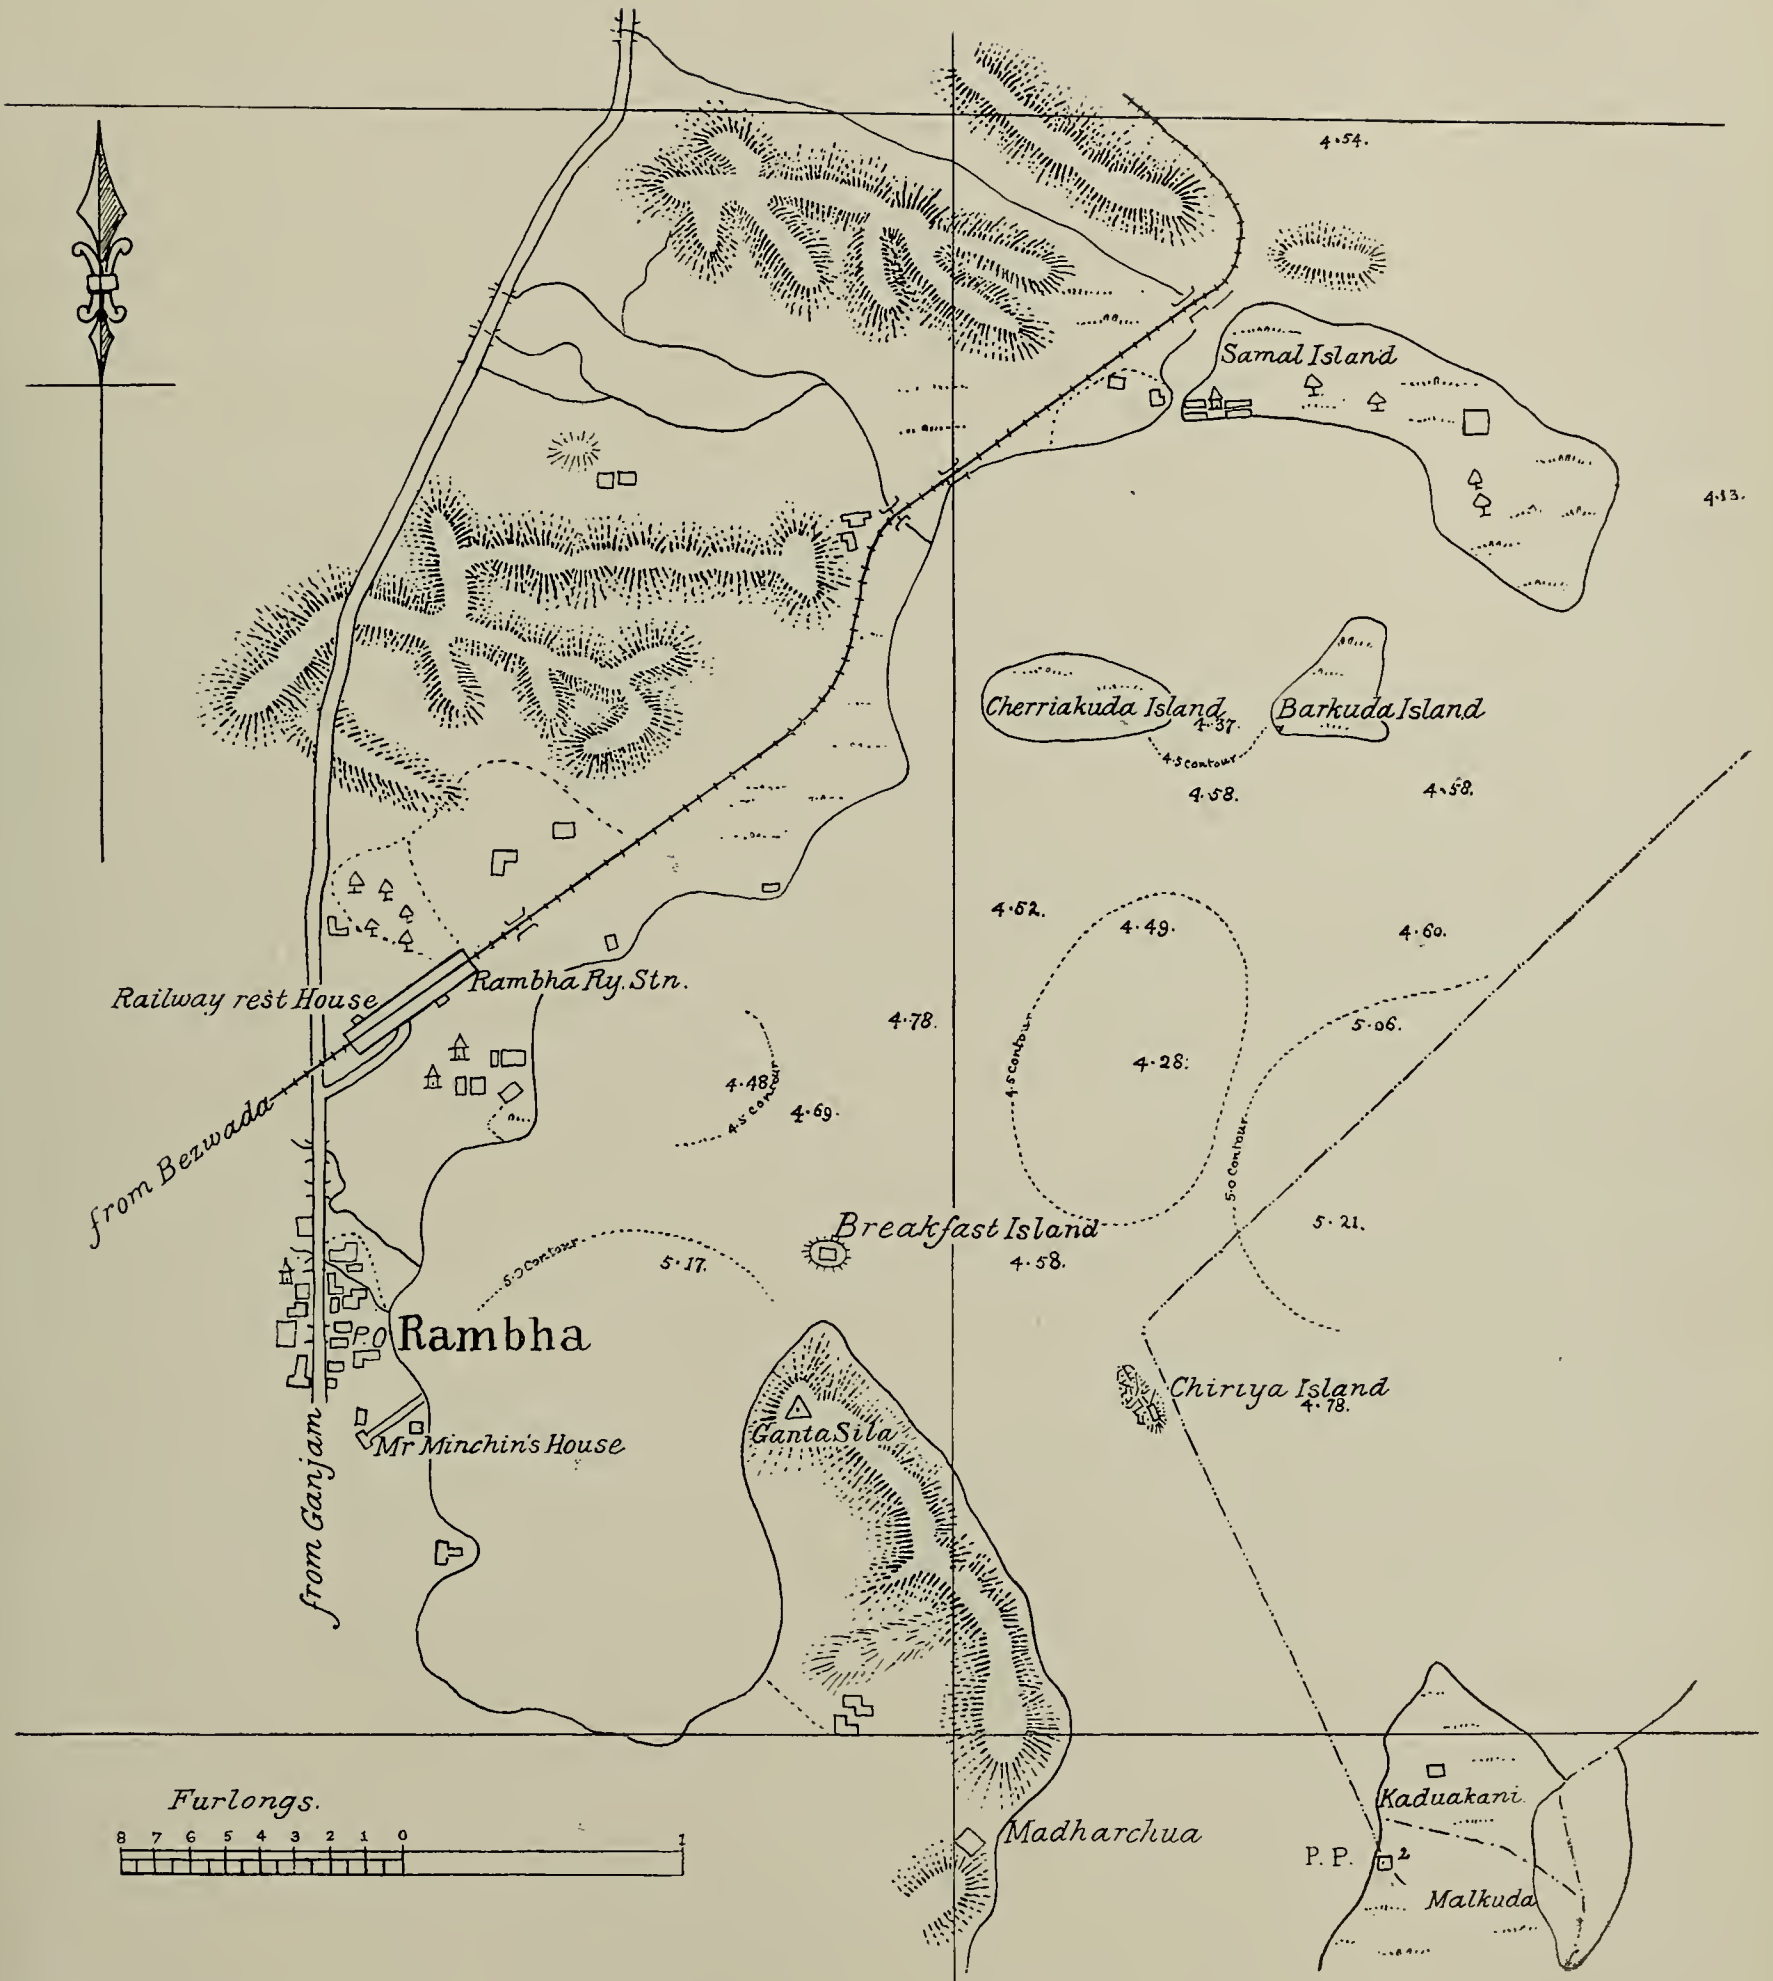 4.54.
Samal Island
4.13.
Cherriakuda Island
4.37.
Barkuda Island
4.5 contour
4.58.
4.58.
4.52.
4.49.
4.60.
Railway rest House
Rambha Ry. Stn.
4.78.
5.06.
4.5 contour
4.28.
4.48
4.5 contour
4.69.
from Bezwada
5.0 Contour
Breakfast Island
5.21.
5.0 Contour
5.17.
4.58.
P.O
Rambha
Chiriya Island
4.78.
Ganta Sila
Mr Minchin's House
from Ganjam
Furlongs.
8 7 6 5 4 3 2 1 0 1
Kaduakani
Madharchua
P. P. 2
Malkuda